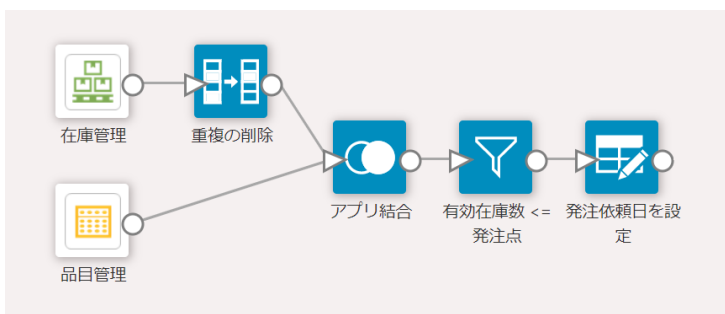 在庫管理
重複の削除
アプリ結合
有効在庫数 <=
発注点
発注依頼日を設
定
品目管理